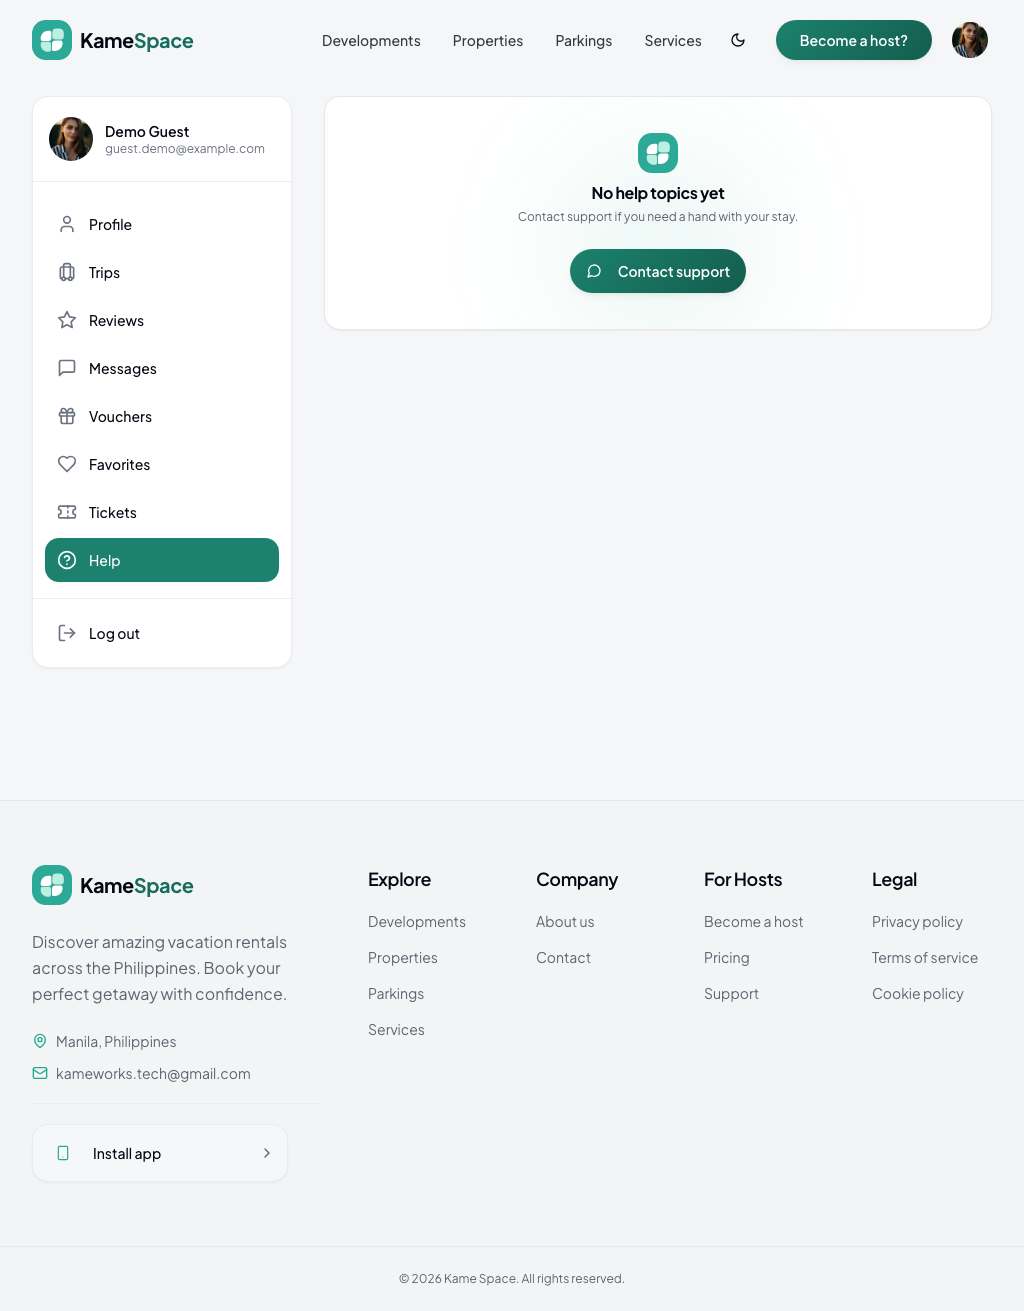 KameSpace
Developments
Properties
Parkings
Services
Become a host?
Demo Guest
guest.demo@example.com
Profile
Trips
Reviews
Messages
Vouchers
Favorites
Tickets
Help
Log out
No help topics yet
Contact support if you need a hand with your stay.
Contact support
KameSpace
Discover amazing vacation rentals
across the Philippines. Book your
perfect getaway with confidence.
Manila, Philippines
kameworks.tech@gmail.com
Install app
Explore
Developments
Properties
Parkings
Services
Company
About us
Contact
For Hosts
Become a host
Pricing
Support
Legal
Privacy policy
Terms of service
Cookie policy
© 2026 Kame Space. All rights reserved.